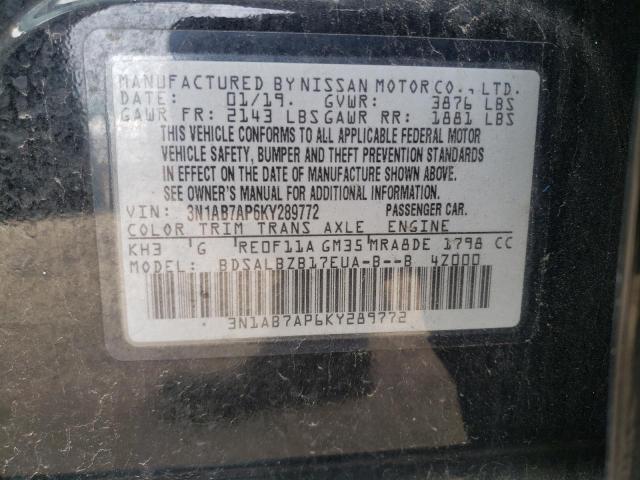 MANUFACTURED BY NISSAN MOTOR CO., LTD.
DATE: 01/19. GVWR: 3876 LBS
GAWR FR: 2143 LBS GAWR RR: 1881 LBS
THIS VEHICLE CONFORMS TO ALL APPLICABLE FEDERAL MOTOR
VEHICLE SAFETY, BUMPER AND THEFT PREVENTION STANDARDS
IN EFFECT ON THE DATE OF MANUFACTURE SHOWN ABOVE.
SEE OWNER'S MANUAL FOR ADDITIONAL INFORMATION.
VIN: 3N1AB7AP6KY289772 PASSENGER CAR.
COLOR TRIM TRANS AXLE ENGINE
KH3 G RE0F11A GM35 MRA8DE 1798 CC
MODEL: BDSALBZB17EUA-B--B 4Z000
3N1AB7AP6KY289772